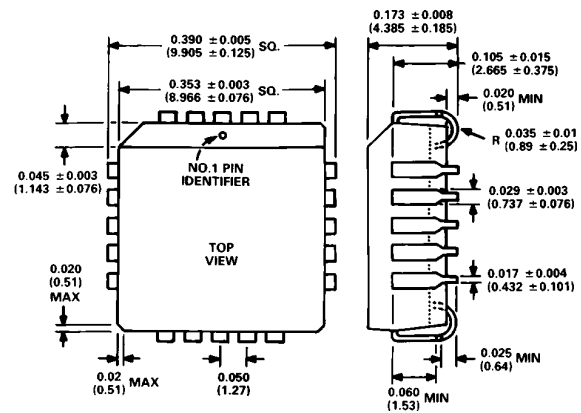 0.390 ±0.005
(9.905 ±0.125) SQ.
0.353 ±0.003
(8.966 ±0.076) SQ.
0.045 ±0.003
(1.143 ±0.076)
NO.1 PIN
IDENTIFIER
TOP
VIEW
0.020
(0.51)
MAX
0.02
(0.51) MAX
0.050
(1.27)
0.173 ±0.008
(4.385 ±0.185)
0.105 ±0.015
(2.665 ±0.375)
0.020
(0.51) MIN
R 0.035 ±0.01
(0.89 ±0.25)
0.029 ±0.003
(0.737 ±0.076)
0.017 ±0.004
(0.432 ±0.101)
0.025
(0.64) MIN
0.060
(1.53) MIN